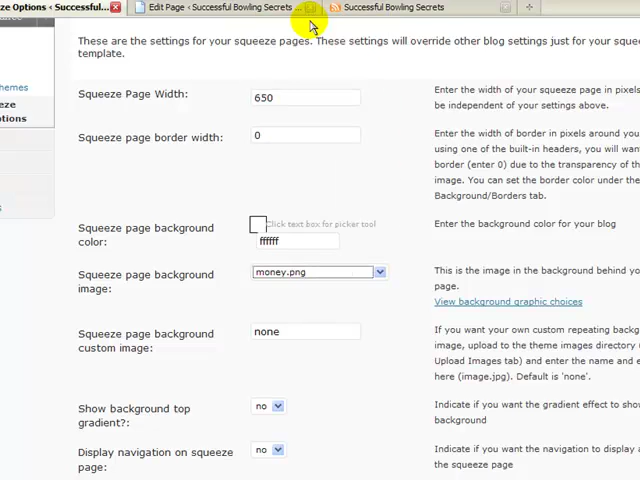 ze Options ‹ Successful...
Edit Page ‹ Successful Bowling Secrets ...
Successful Bowling Secrets
These are the settings for your squeeze pages. These settings will override other blog settings just for your squee
template.
hemes
eze
ptions
s
Squeeze Page Width:
650
Enter the width of your squeeze page in pixels
be independent of your settings above.
Squeeze page border width:
0
Enter the width of border in pixels around you
using one of the built-in headers, you will wan
border (enter 0) due to the transparency of th
image. You can set the border color under the
Background/Borders tab.
Squeeze page background
color:
Click text box for picker tool
ffffff
Enter the background color for your blog
Squeeze page background
image:
money.png
This is the image in the background behind yo
page.
View background graphic choices
Squeeze page background
custom image:
none
If you want your own custom repeating backg
image, upload to the theme images directory (
Upload Images tab) and enter the name and e
here (image.jpg). Default is 'none'.
Show background top
gradient?:
no
Indicate if you want the gradient effect to sho
background
Display navigation on squeeze
page:
no
Indicate if you want the navigation to display a
the squeeze page